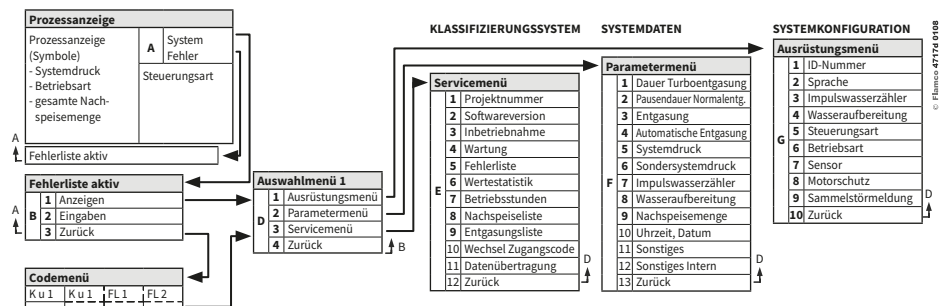 KLASSIFIZIERUNGSSYSTEM
SYSTEMDATEN
SYSTEMKONFIGURATION
Prozessanzeige
Prozessanzeige
(Symbole)
- Systemdruck
- Betriebsart
- gesamte Nach-
speisemenge
A System
Fehler
Steuerungsart
A
Fehlerliste aktiv
Fehlerliste aktiv
B
1 Anzeigen
2 Eingaben
3 Zurück
A
Codemenü
K u 1 K u 1 FL 1 FL 2
Auswahlmenü 1
D
1 Ausrüstungsmenü
2 Parametermenü
3 Servicemenü
4 Zurück
B
Servicemenü
E
1 Projektnummer
2 Softwareversion
3 Inbetriebnahme
4 Wartung
5 Fehlerliste
6 Wertestatistik
7 Betriebsstunden
8 Nachspeiseliste
9 Entgasungsliste
10 Wechsel Zugangscode
11 Datenübertragung
12 Zurück
D
Parametermenü
F
1 Dauer Turboentgasung
2 Pausendauer Normalentg.
3 Entgasung
4 Automatische Entgasung
5 Systemdruck
6 Sondersystemdruck
7 Impulswasserzähler
8 Wasseraufbereitung
9 Nachspeisemenge
10 Uhrzeit, Datum
11 Sonstiges
12 Sonstiges Intern
13 Zurück
D
Ausrüstungsmenü
G
1 ID-Nummer
2 Sprache
3 Impulswasserzähler
4 Wasseraufbereitung
5 Steuerungsart
6 Betriebsart
7 Sensor
8 Motorschutz
9 Sammelstörmeldung
10 Zurück
D
© Flamco 4717d 0108